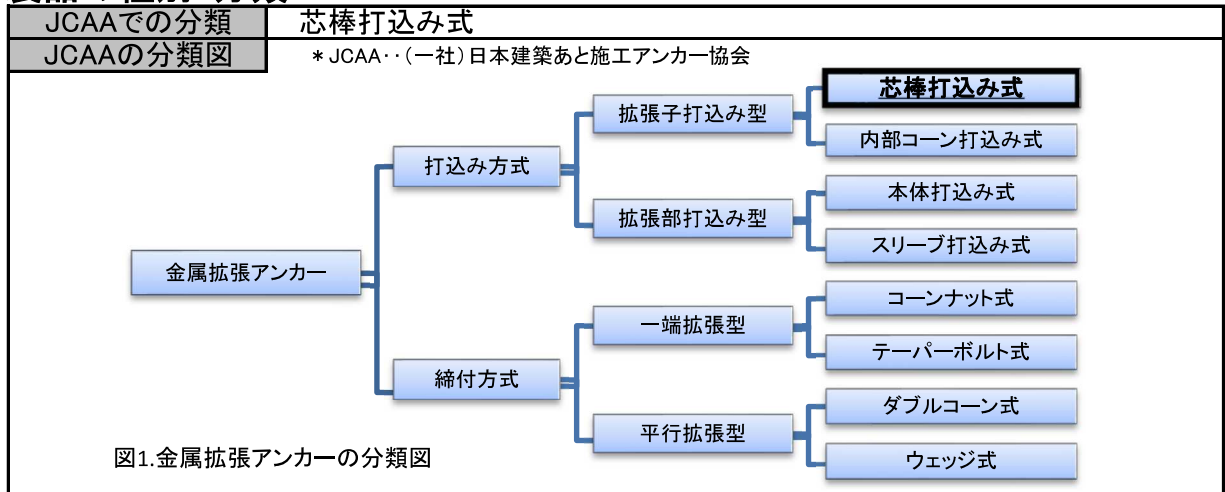 JCAAでの分類 芯棒打込み式
JCAAの分類図 *JCAA‥(一社)日本建築あと施工アンカー協会
芯棒打込み式
拡張子打込み型
内部コーン打込み式
打込み方式
本体打込み式
拡張部打込み型
スリーブ打込み式
金属拡張アンカー
コーンナット式
一端拡張型
テーパーボルト式
締付方式
ダブルコーン式
平行拡張型
ウェッジ式
図1.金属拡張アンカーの分類図